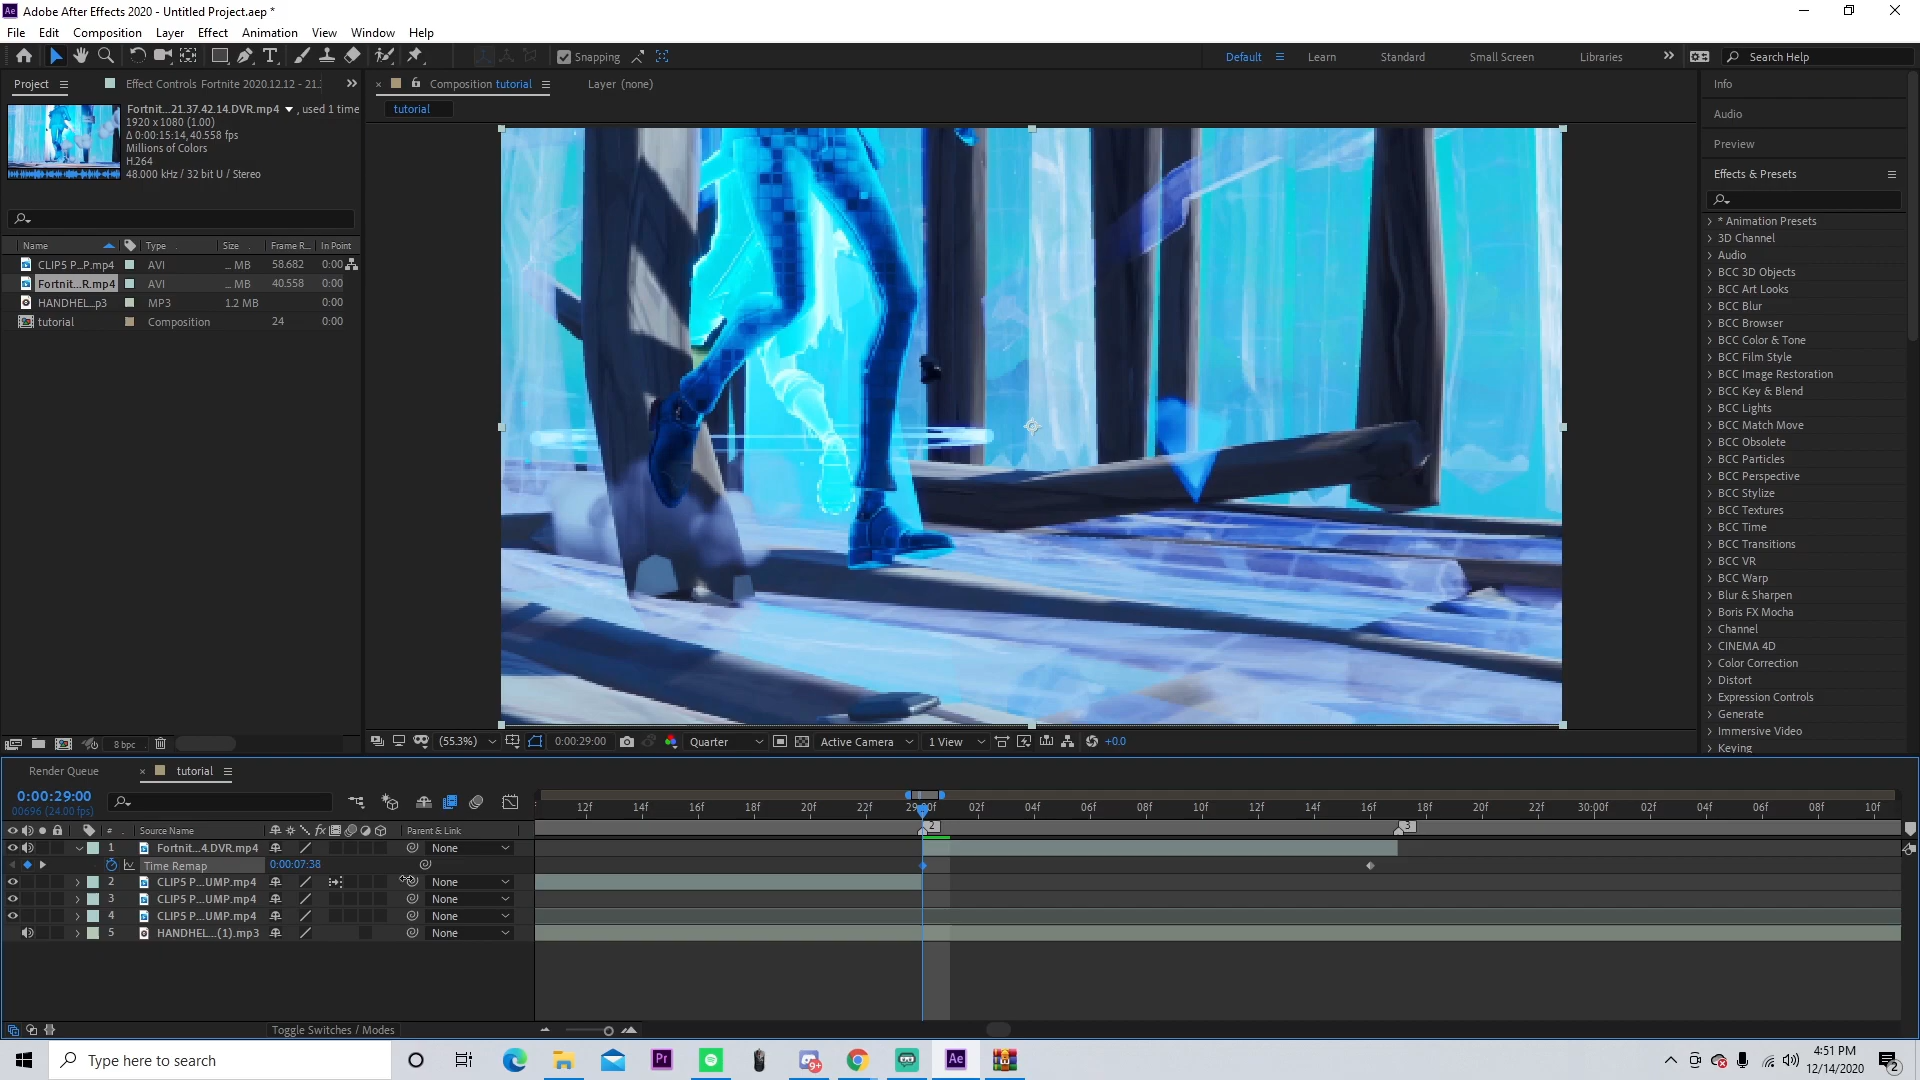 Adobe After Effects 2020 - Untitled Project.aep *
File Edit Composition Layer Effect Animation View Window Help
Snapping
Default Learn Standard Small Screen Libraries Search Help
Project Effect Controls Fortnite 2020.12.12 - 21.
Composition tutorial Layer (none)
tutorial
Fortnit...21.37.42.14.DVR.mp4 , used 1 time
1920 x 1080 (1.00)
Δ 0:00:15:14, 40.558 fps
Millions of Colors
H.264
48.000 kHz / 32 bit U / Stereo
Name Type Size Frame R... In Point
CLIP5 P...P.mp4 AVI ... MB 58.682 0:00
Fortnit...R.mp4 AVI ... MB 40.558 0:00
HANDHEL...p3 MP3 1.2 MB 0:00
tutorial Composition 24 0:00
8 bpc
(55.3%) 0:00:29:00 Quarter Active Camera 1 View +0.0
Info
Audio
Preview
Effects & Presets
* Animation Presets
3D Channel
Audio
BCC 3D Objects
BCC Art Looks
BCC Blur
BCC Browser
BCC Color & Tone
BCC Film Style
BCC Image Restoration
BCC Key & Blend
BCC Lights
BCC Match Move
BCC Obsolete
BCC Particles
BCC Perspective
BCC Stylize
BCC Textures
BCC Time
BCC Transitions
BCC VR
BCC Warp
Blur & Sharpen
Boris FX Mocha
Channel
CINEMA 4D
Color Correction
Distort
Expression Controls
Generate
Immersive Video
Keying
Render Queue tutorial
0:00:29:00
00696 (24.00 fps)
12f 14f 16f 18f 20f 22f 29:00f 02f 04f 06f 08f 10f 12f 14f 16f 18f 20f 22f 30:00f 02f 04f 06f 08f 10f
2 3
# Source Name Parent & Link
1 Fortnit...4.DVR.mp4 None
Time Remap 0:00:07:38
2 CLIP5 P...UMP.mp4 None
3 CLIP5 P...UMP.mp4 None
4 CLIP5 P...UMP.mp4 None
5 HANDHEL...(1).mp3 None
Toggle Switches / Modes
Type here to search
4:51 PM
12/14/2020
2